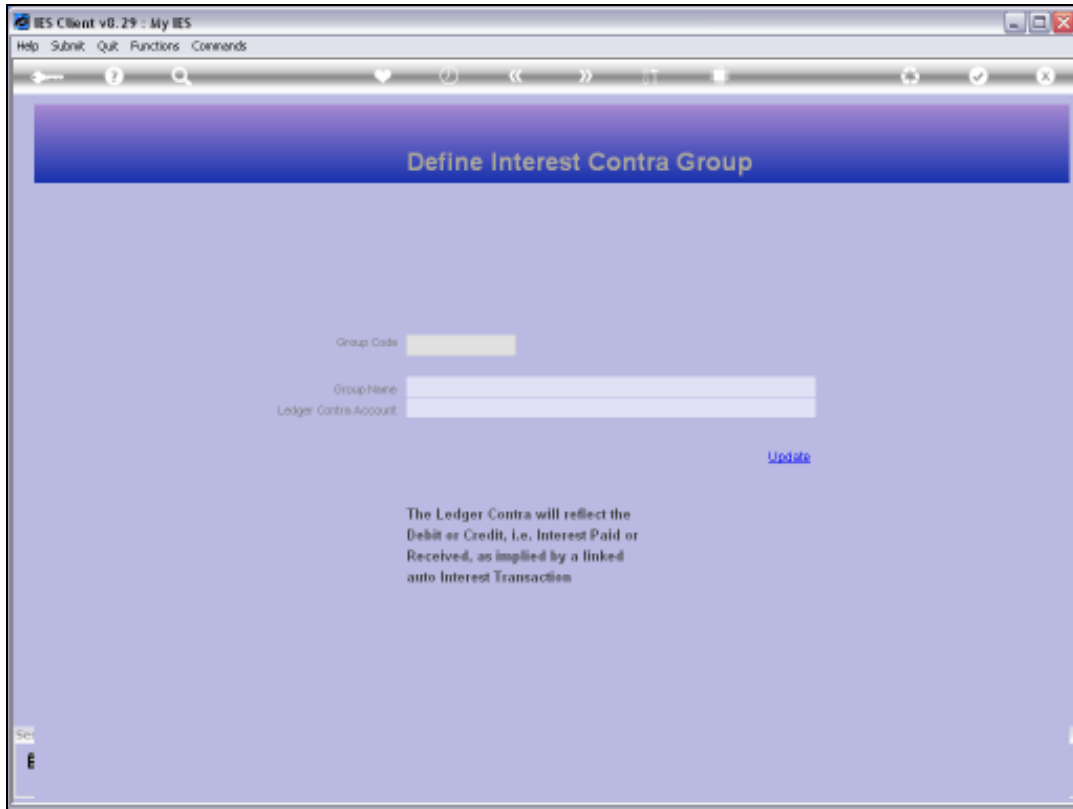 IES Client v8.29 : My IES
Help Submit Quit Functions Commands
Define Interest Contra Group
Group Code
Group Name
Ledger Contra Account
Update
The Ledger Contra will reflect the
Debit or Credit, i.e. Interest Paid or
Received, as implied by a linked
auto Interest Transaction